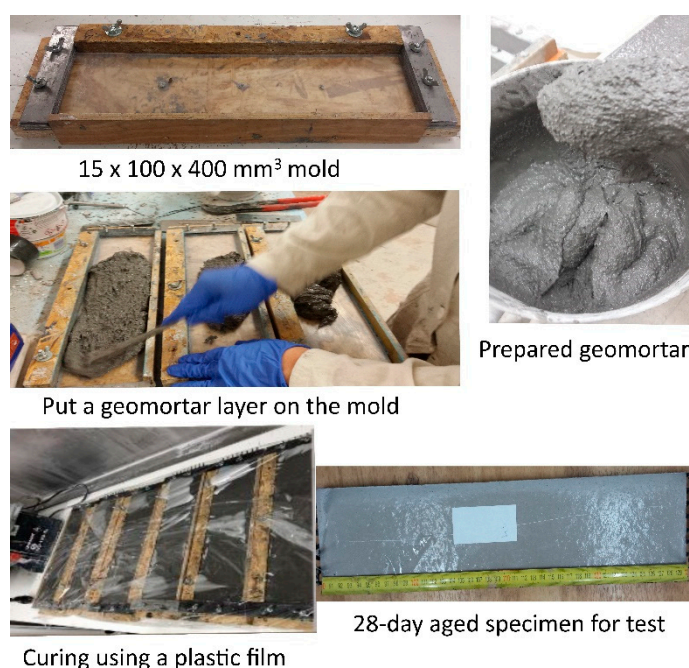 15 x 100 x 400 mm³ mold
Prepared geomortar
Put a geomortar layer on the mold
Curing using a plastic film
28-day aged specimen for test